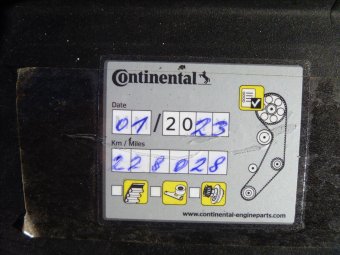 Continental
Date
01/2023
Km / Miles
228028
www.continental-engineparts.com